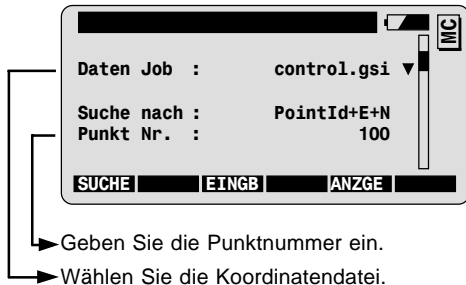 MC
Daten Job : control.gsi
Suche nach : PointId+E+N
Punkt Nr. : 100
SUCHE EINGB ANZGE
Geben Sie die Punktnummer ein.
Wählen Sie die Koordinatendatei.